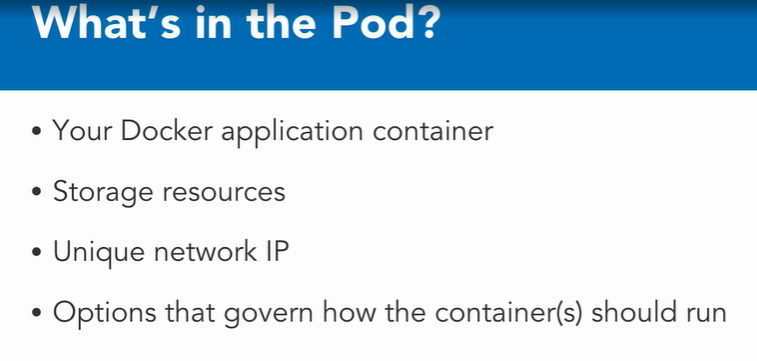 What's in the Pod?
• Your Docker application container
• Storage resources
• Unique network IP
• Options that govern how the container(s) should run